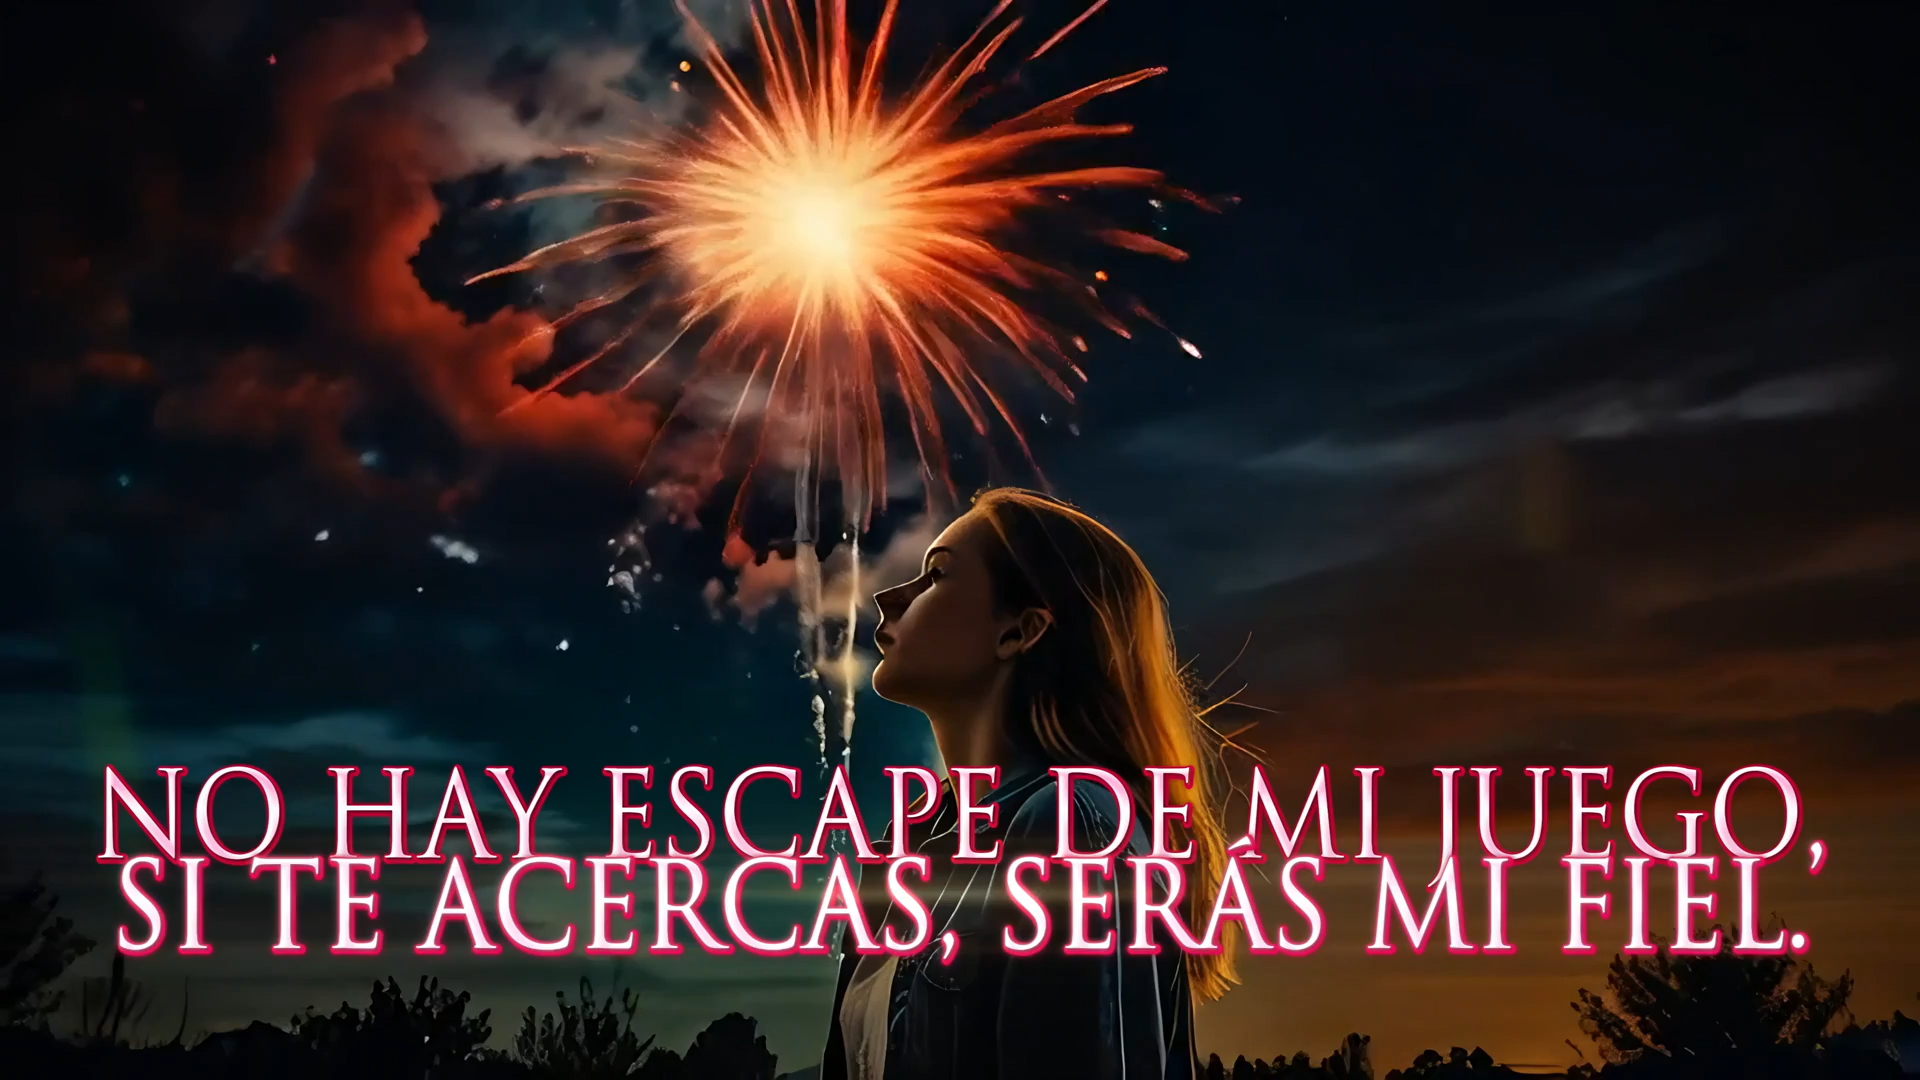 NO HAY ESCAPE DE MI JUEGO,
SI TE ACERCAS, SERÁS MI FIEL.